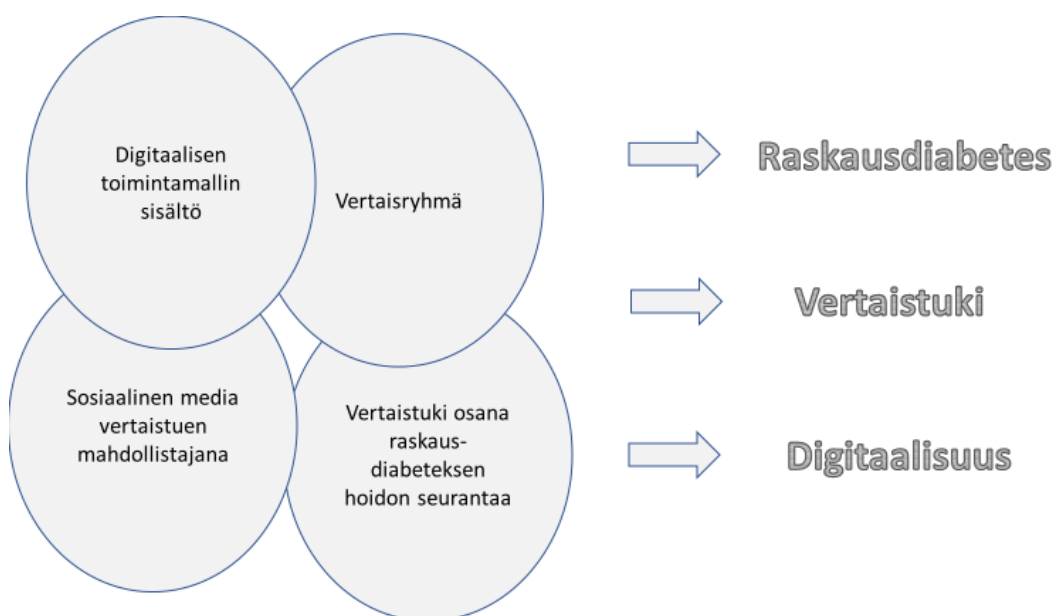 Digitaalisen
toimintamallin
sisältö
Vertaisryhmä
Sosiaalinen media
vertaistuen
mahdollistajana
Vertaistuki osana
raskaus-
diabeteksen
hoidon seurantaa
Raskausdiabetes
Vertaistuki
Digitaalisuus